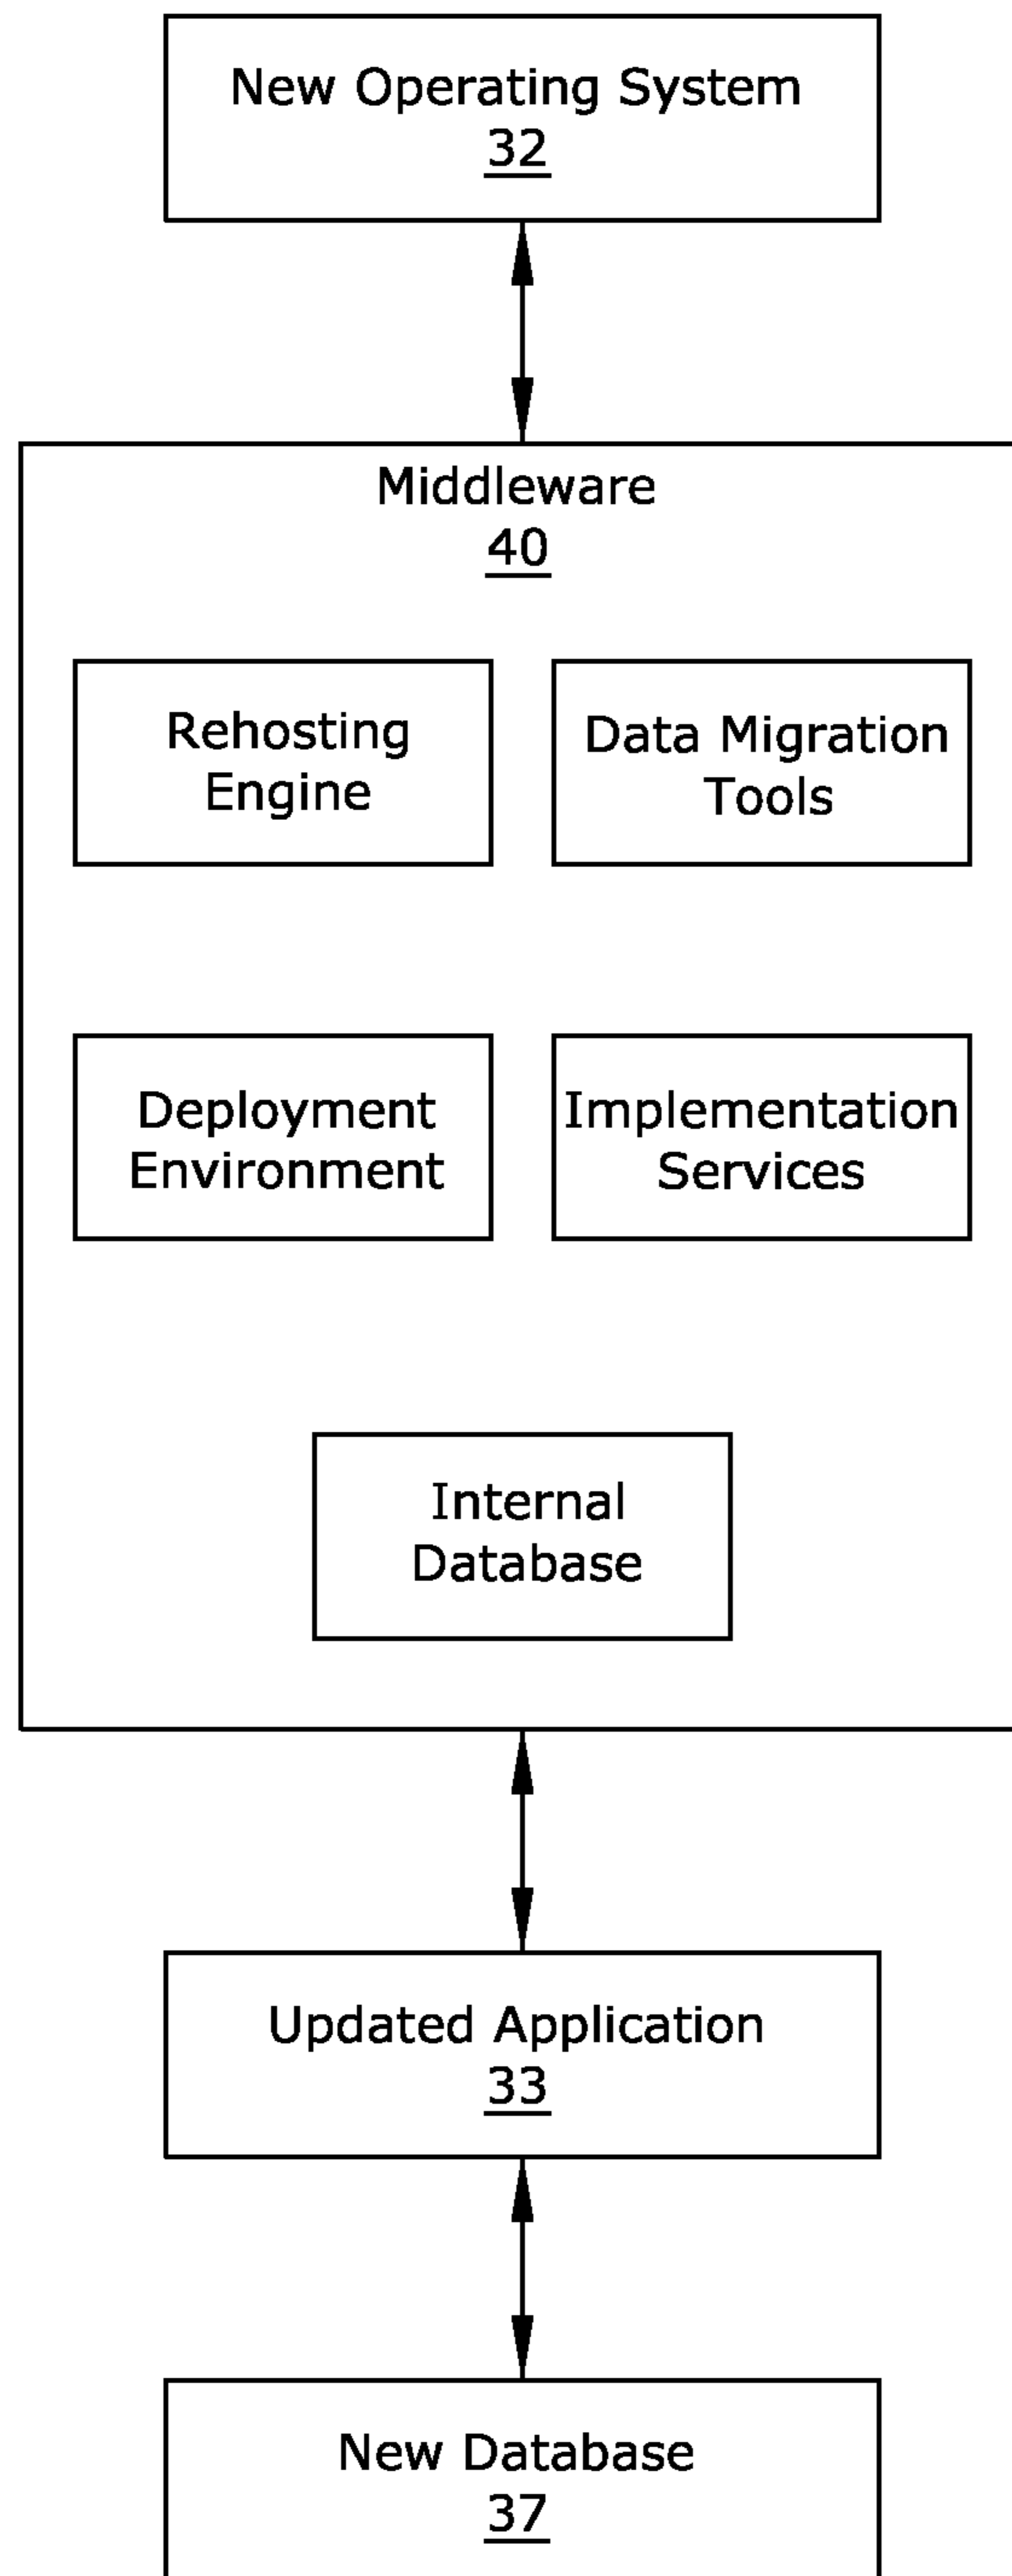 New Operating System
32
Middleware
40
Rehosting
Engine
Data Migration
Tools
Deployment
Environment
Implementation
Services
Internal
Database
Updated Application
33
New Database
37